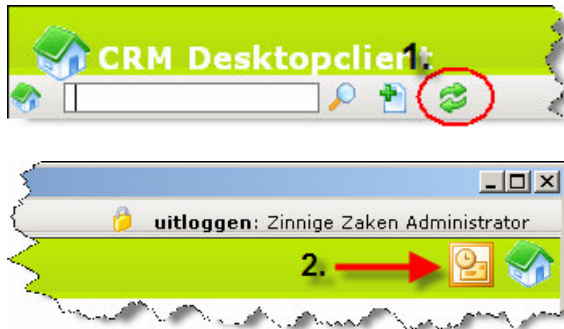 CRM Desktopclient
1.
uitloggen: Zinnige Zaken Administrator
2.